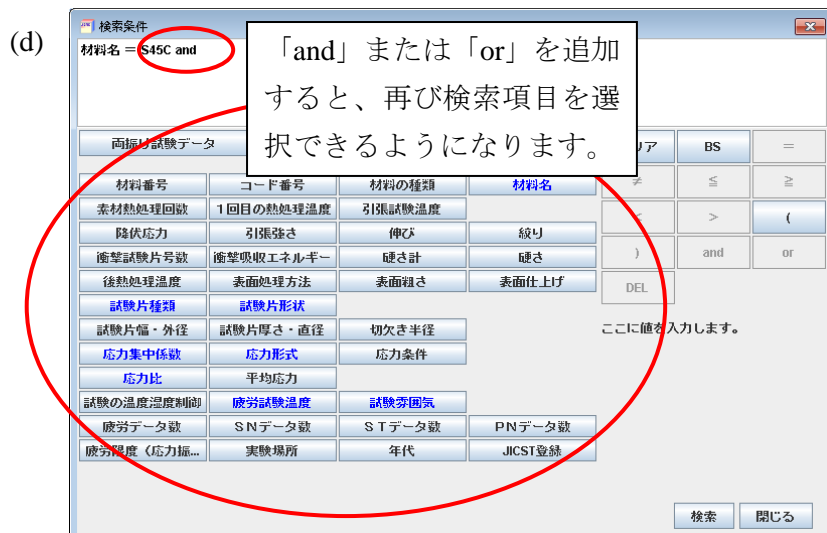 (d)
検索条件
材料名 = S45C and
「and」または「or」を追加
すると、再び検索項目を選
択できるようになります。
両振り試験データ
リア BS =
材料番号 コード番号 材料の種類 材料名 ≠ ≦ ≧
素材熱処理回数 1回目の熱処理温度 引張試験温度 < > (
降伏応力 引張強さ 伸び 絞り
衝撃試験片号数 衝撃吸収エネルギー 硬さ計 硬さ ) and or
後熱処理温度 表面処理方法 表面粗さ 表面仕上げ DEL
試験片種類 試験片形状
試験片幅・外径 試験片厚さ・直径 切欠き半径 ここに値を入力します。
応力集中係数 応力形式 応力条件
応力比 平均応力
試験の温度湿度制御 疲労試験温度 試験雰囲気
疲労データ数 SNデータ数 STデータ数 PNデータ数
疲労限度（応力振... 実験場所 年代 JICST登録
検索 閉じる